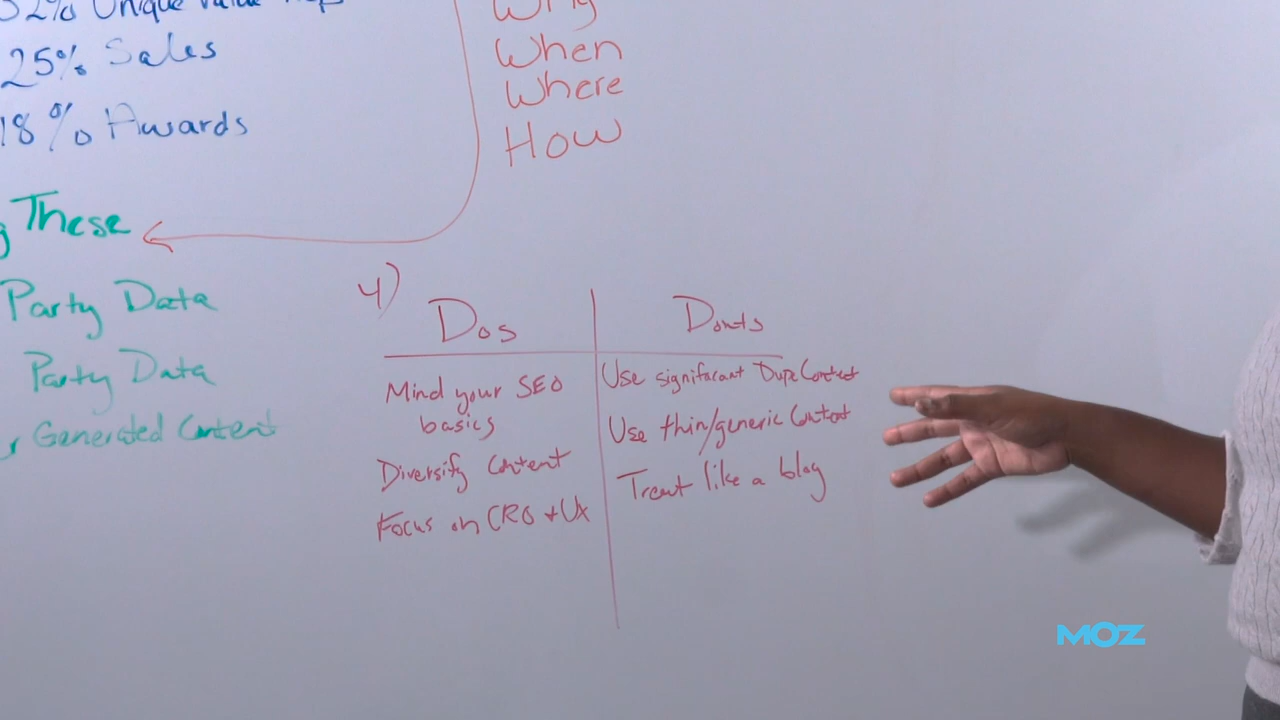 32% Unique Value
25% Sales
18% Awards
These
Party Data
Party Data
Generated Content
Why
When
Where
How
4)
Dos
Mind your SEO
basics
Diversify Content
Focus on CRO + UX
Donts
Use significant Dupe Content
Use thin/generic Content
Treat like a blog
MOZ